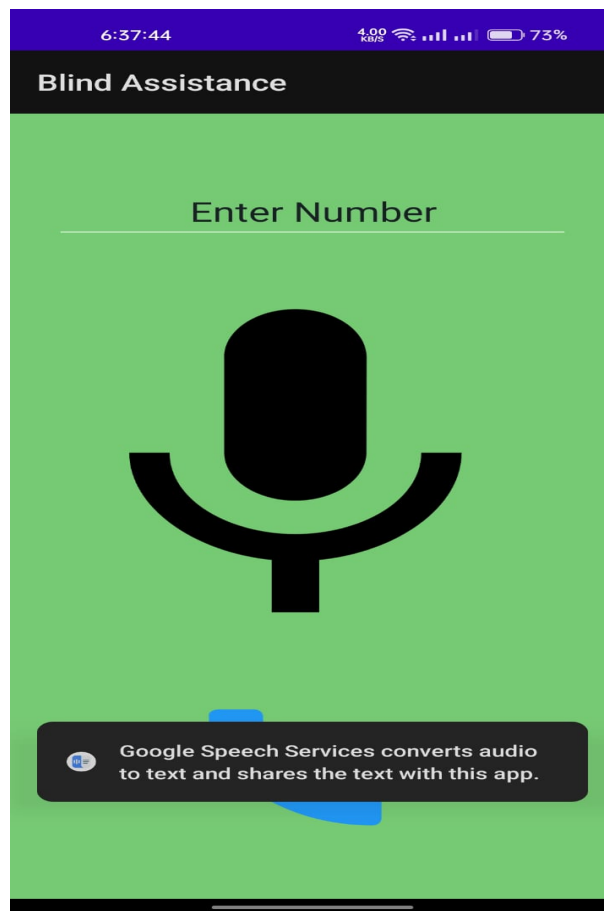 6:37:44 4.00 KB/S 73%
Blind Assistance
Enter Number
Google Speech Services converts audio
to text and shares the text with this app.